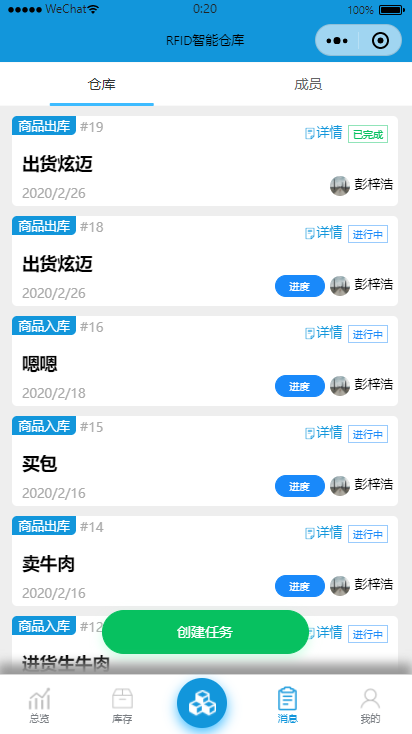 WeChat 0:20 100%
RFID智能仓库
仓库 成员
商品出库 #19 详情 已完成
出货炫迈
2020/2/26 彭梓浩
商品出库 #18 详情 进行中
出货炫迈
2020/2/26 进度 彭梓浩
商品入库 #16 详情 进行中
嗯嗯
2020/2/18 进度 彭梓浩
商品入库 #15 详情 进行中
买包
2020/2/16 进度 彭梓浩
商品出库 #14 详情 进行中
卖牛肉
2020/2/16 进度 彭梓浩
商品入库 #12 详情 进行中
创建任务
进货生牛肉
总览 库存 消息 我的